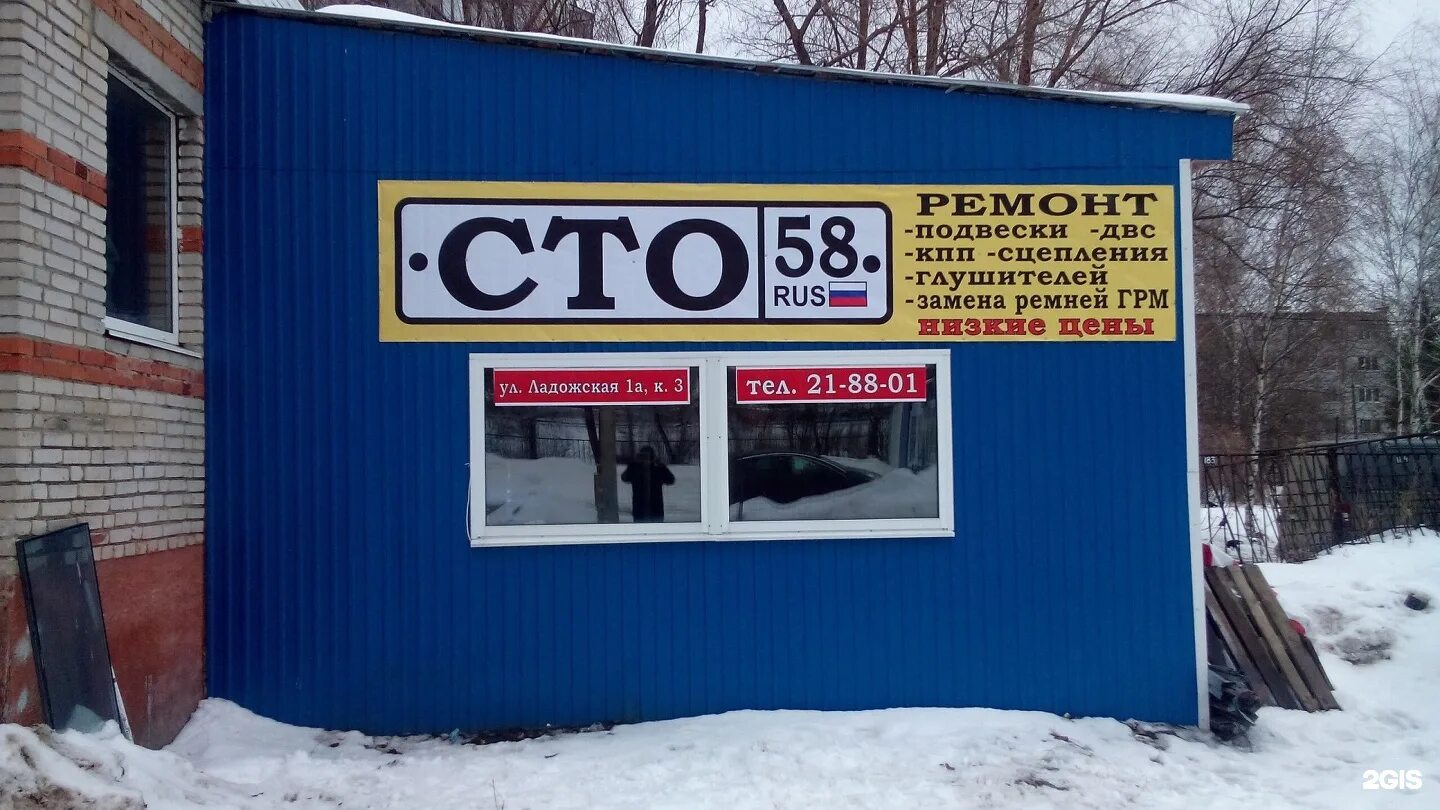 СТО 58
RUS
РЕМОНТ
-подвески -двс
-кпп -сцепления
-глушителей
-замена ремней ГРМ
низкие цены
ул. Ладожская 1а, к. 3
тел. 21-88-01
2GIS